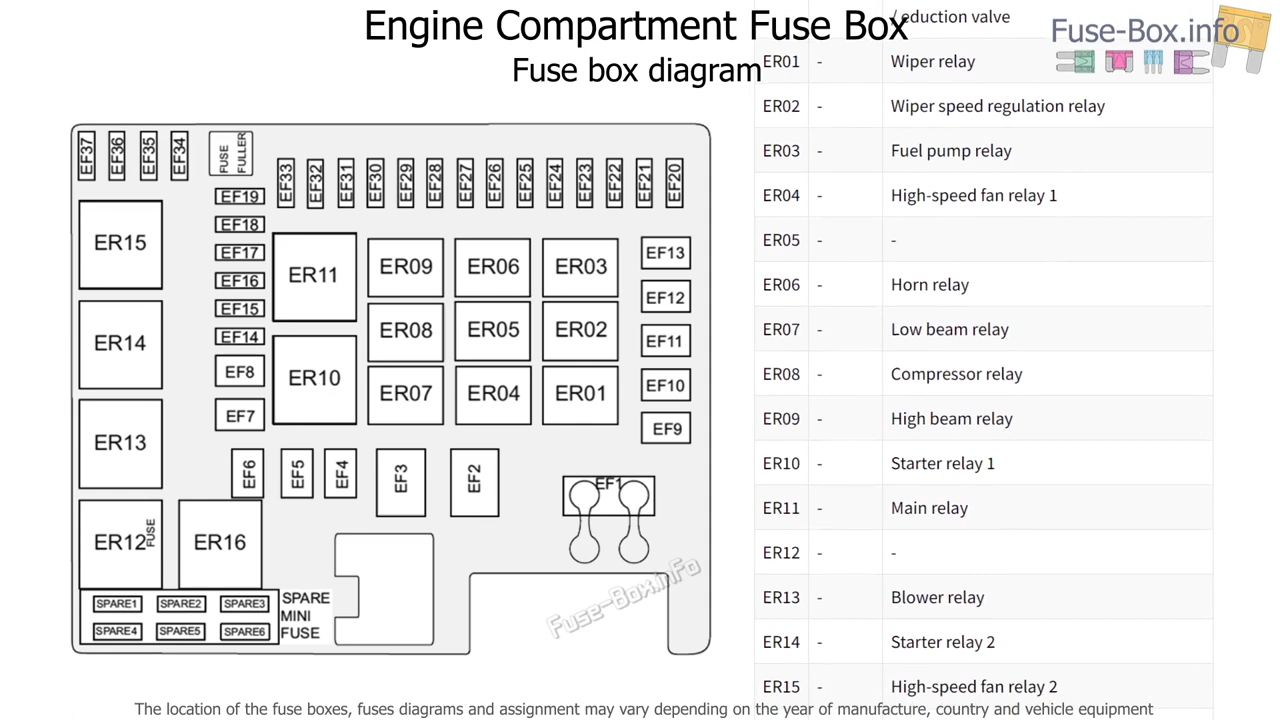 Engine Compartment Fuse Box
Fuse box diagram
Fuse-Box.info
EF37
EF36
EF35
EF34
FUSE
FULLER
EF33
EF32
EF31
EF30
EF29
EF28
EF27
EF26
EF25
EF24
EF23
EF22
EF21
EF20
EF19
EF18
EF17
EF16
EF15
EF14
EF8
EF7
ER15
ER14
ER13
ER12
FUSE
ER16
ER11
ER10
ER09
ER06
ER03
ER08
ER05
ER02
ER07
ER04
ER01
EF13
EF12
EF11
EF10
EF9
EF6
EF5
EF4
EF3
EF2
EF1
SPARE1
SPARE2
SPARE3
SPARE4
SPARE5
SPARE6
SPARE
MINI
FUSE
Fuse-Box.inFo
eduction valve
ER01 - Wiper relay
ER02 - Wiper speed regulation relay
ER03 - Fuel pump relay
ER04 - High-speed fan relay 1
ER05 - -
ER06 - Horn relay
ER07 - Low beam relay
ER08 - Compressor relay
ER09 - High beam relay
ER10 - Starter relay 1
ER11 - Main relay
ER12 - -
ER13 - Blower relay
ER14 - Starter relay 2
ER15 - High-speed fan relay 2
The location of the fuse boxes, fuses diagrams and assignment may vary depending on the year of manufacture, country and vehicle equipment